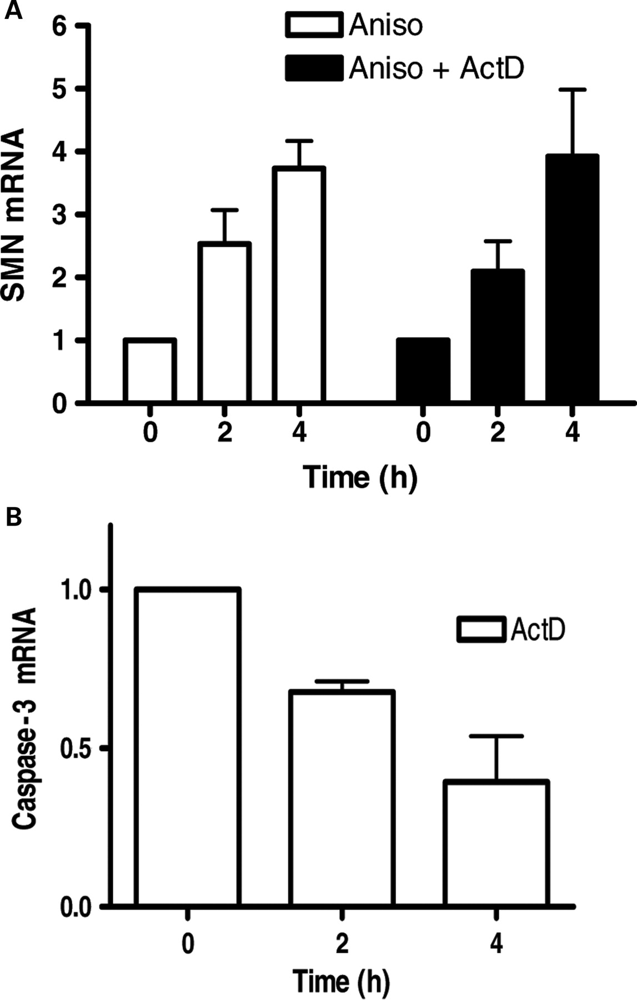 A
Aniso
Aniso + ActD
SMN mRNA
6
5
4
3
2
1
0
0 2 4 0 2 4
Time (h)
B
ActD
Caspase-3 mRNA
1.0
0.5
0.0
0 2 4
Time (h)